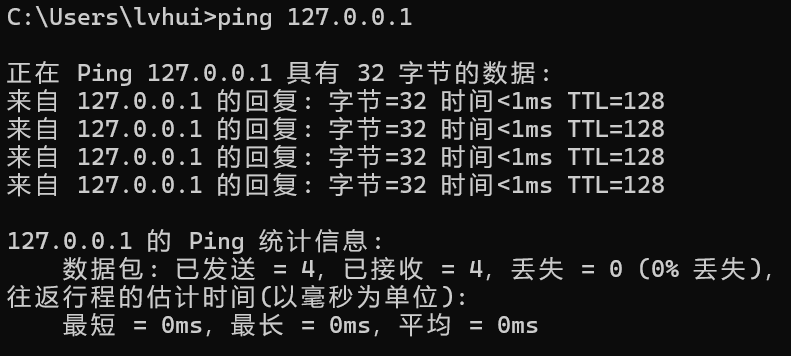 C:\Users\lvhui>ping 127.0.0.1
正在 Ping 127.0.0.1 具有 32 字节的数据:
来自 127.0.0.1 的回复: 字节=32 时间<1ms TTL=128
来自 127.0.0.1 的回复: 字节=32 时间<1ms TTL=128
来自 127.0.0.1 的回复: 字节=32 时间<1ms TTL=128
来自 127.0.0.1 的回复: 字节=32 时间<1ms TTL=128
127.0.0.1 的 Ping 统计信息:
数据包: 已发送 = 4, 已接收 = 4, 丢失 = 0 (0% 丢失),
往返行程的估计时间(以毫秒为单位):
最短 = 0ms, 最长 = 0ms, 平均 = 0ms